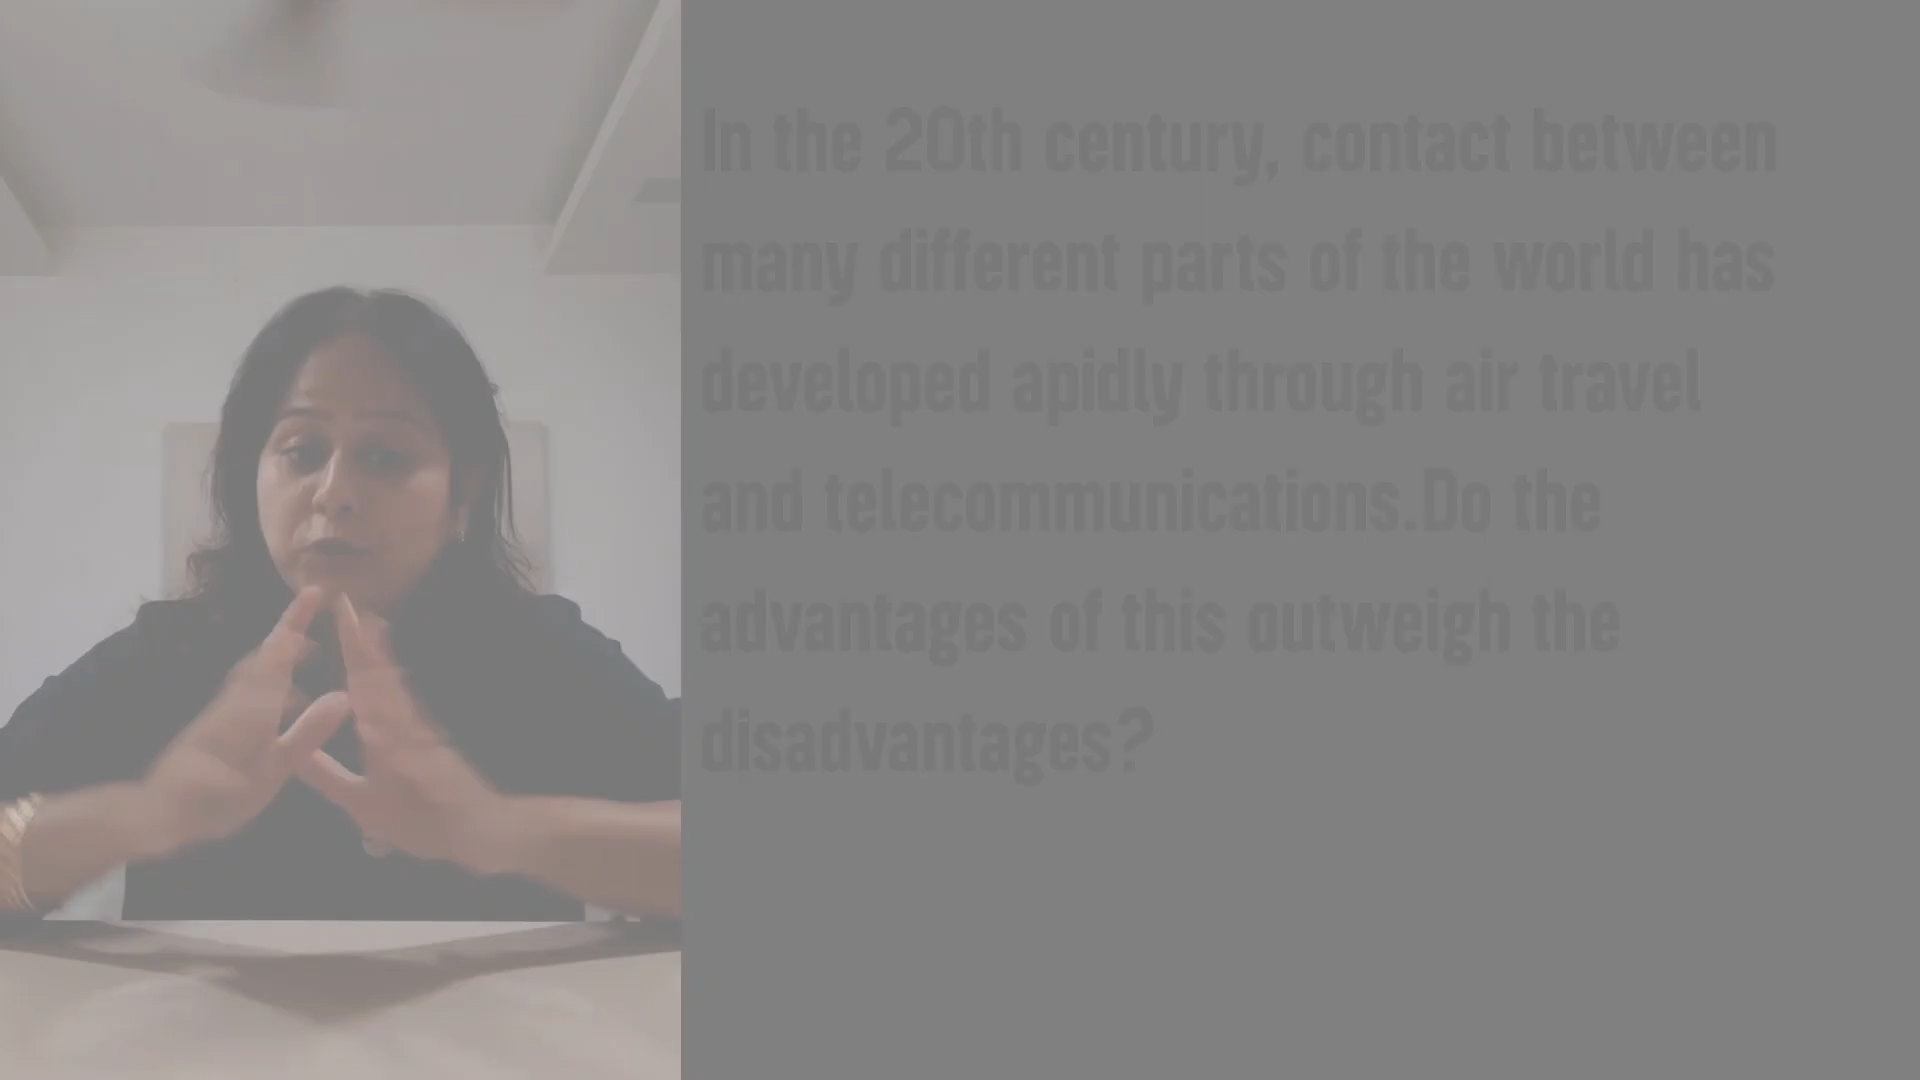 In the 20th century, contact between
many different parts of the world has
developed apidly through air travel
and telecommunications.Do the
advantages of this outweigh the
disadvantages?